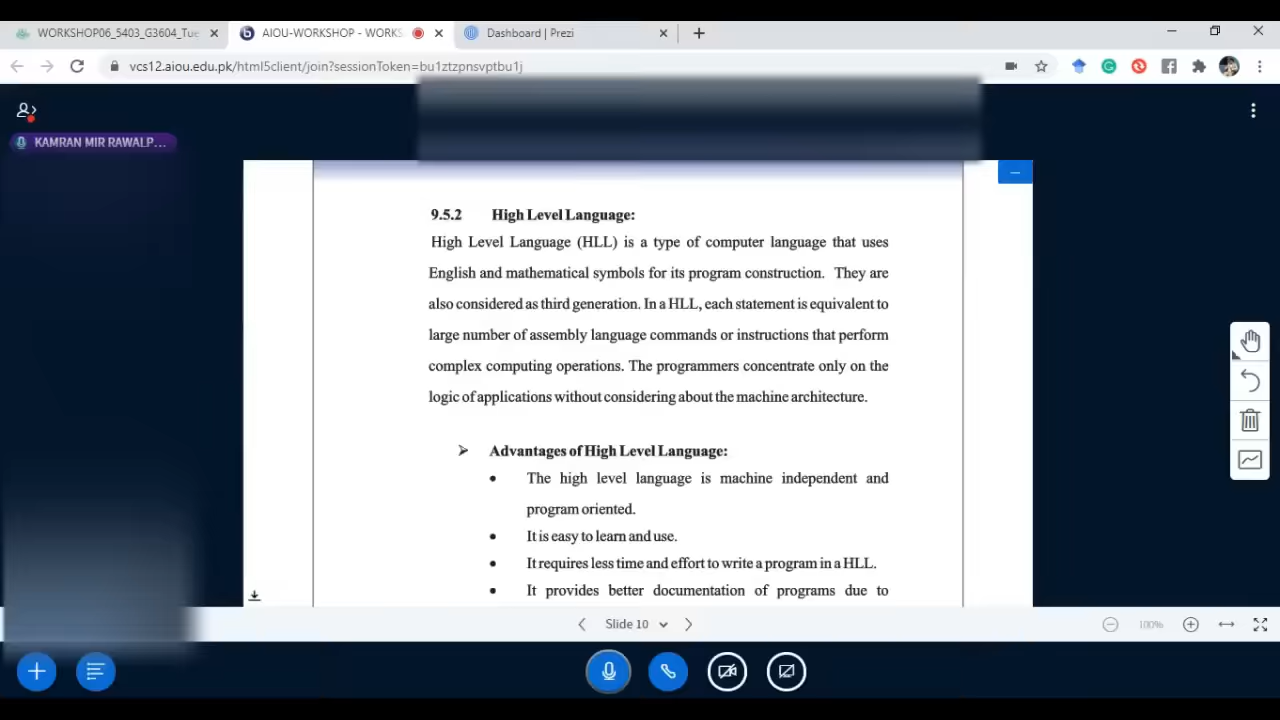 WORKSHOP06_5403_G3604_Tue
AIOU-WORKSHOP - WORKS
Dashboard | Prezi
vcs12.aiou.edu.pk/html5client/join?sessionToken=bu1ztzpnsvptbu1j
KAMRAN MIR RAWALP...
9.5.2 High Level Language:
High Level Language (HLL) is a type of computer language that uses
English and mathematical symbols for its program construction. They are
also considered as third generation. In a HLL, each statement is equivalent to
large number of assembly language commands or instructions that perform
complex computing operations. The programmers concentrate only on the
logic of applications without considering about the machine architecture.
➢ Advantages of High Level Language:
• The high level language is machine independent and
program oriented.
• It is easy to learn and use.
• It requires less time and effort to write a program in a HLL.
• It provides better documentation of programs due to
Slide 10
100%